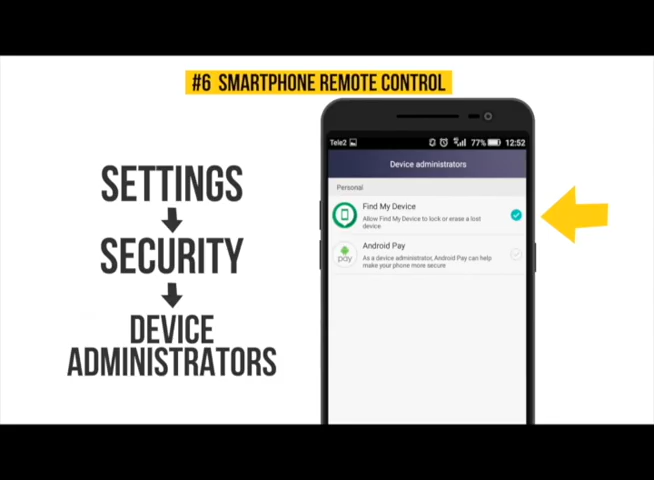 #6 SMARTPHONE REMOTE CONTROL
SETTINGS
SECURITY
DEVICE
ADMINISTRATORS
Tele2 77% 12:52
Device administrators
Personal
Find My Device
Allow Find My Device to lock or erase a lost
device
Android Pay
As a device administrator, Android Pay can help
make your phone more secure
pay